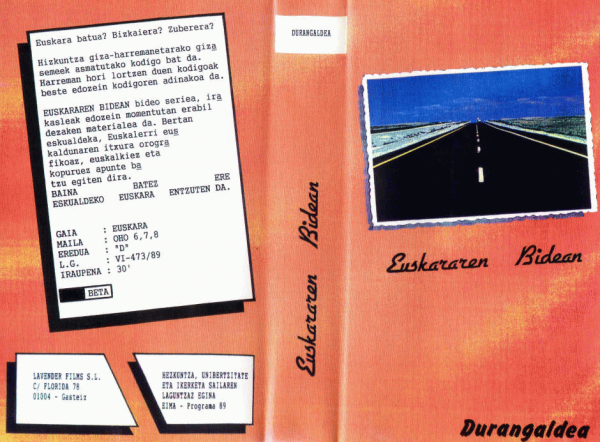 Euskara batua? Bizkaiera? Zuberera?
Hizkuntza giza-harremanetarako giza
semeek asmatutako kodigo bat da.
Harreman hori lortzen duen kodigoak
beste edozein kodigoren adinakoa da.
EUSKARAREN BIDEAN bideo seriea, ira
kasleak edozein momentutan erabil
dezaken materialea da. Bertan
eskualdeka, Euskalerri eus
kaldunaren itxura orogra
fikoaz, euskalkiez eta
kopuruez apunte ba
tzu egiten dira.
BAINA BATEZ ERE
ESKUALDEKO EUSKARA ENTZUTEN DA.
GAIA : EUSKARA
MAILA : OHO 6,7,8
EREDUA : "D"
L.G. : VI-473/89
IRAUPENA : 30'
BETA
LAVENDER FILMS S.L.
C/ FLORIDA 78
01004 - Gasteiz
HEZKUNTZA, UNIBERTZITATE
ETA IKERKETA SAILAREN
LAGUNTZAZ EGINA
EIMA - Programa 89
DURANGALDEA
Euskararen Bidean
Euskararen Bidean
Durangaldea